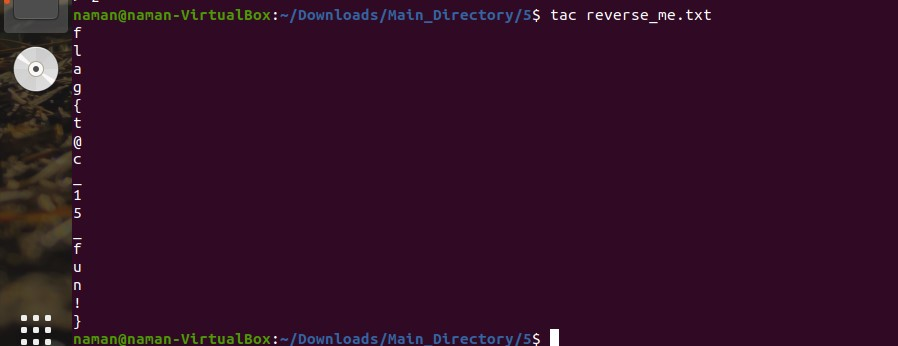 naman@naman-VirtualBox:~/Downloads/Main_Directory/5$ tac reverse_me.txt
f
l
a
g
{
t
@
c
_
1
5
_
f
u
n
!
}
naman@naman-VirtualBox:~/Downloads/Main_Directory/5$